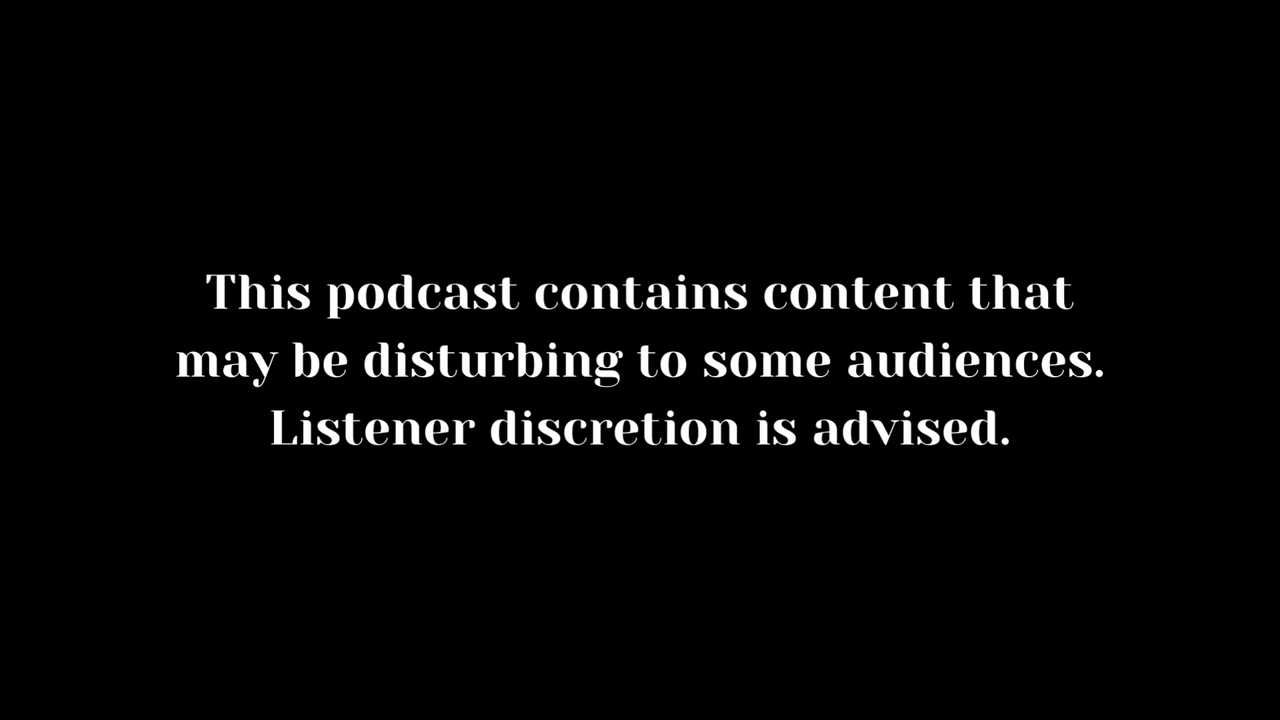 This podcast contains content that
may be disturbing to some audiences.
Listener discretion is advised.